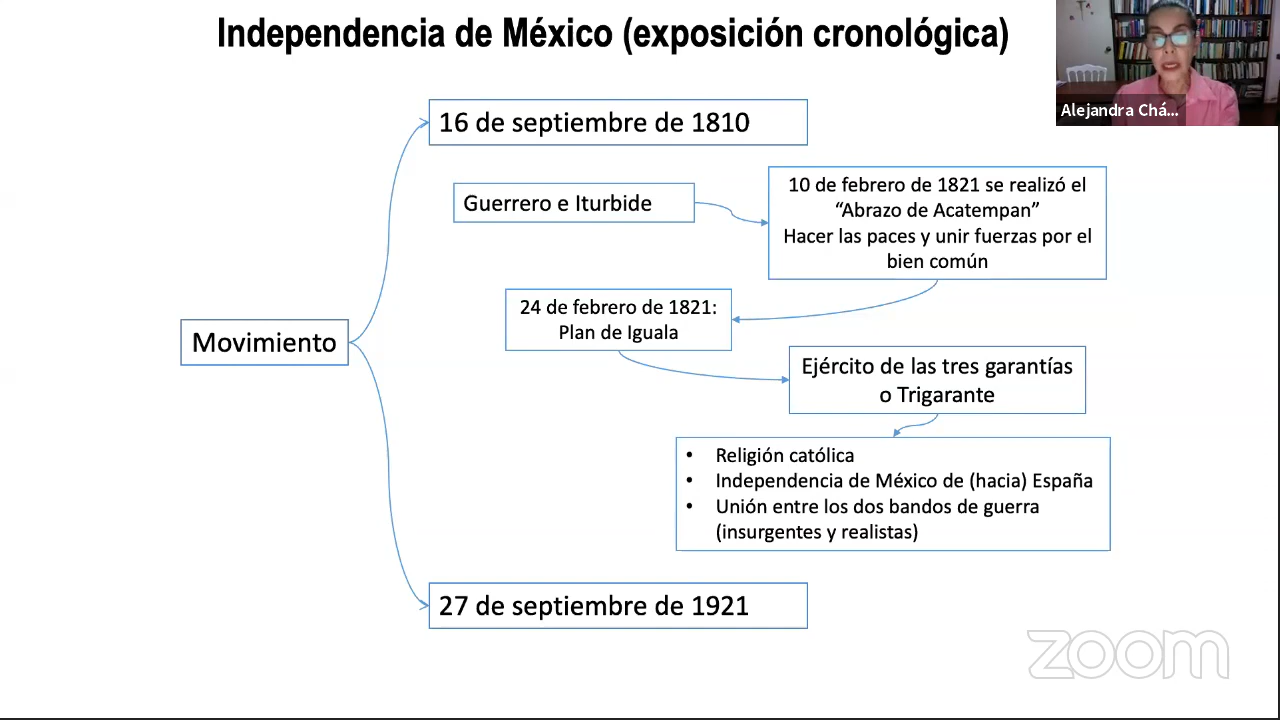 Independencia de México (exposición cronológica)
Alejandra Chá...
16 de septiembre de 1810
Guerrero e Iturbide
10 de febrero de 1821 se realizó el
“Abrazo de Acatempan”
Hacer las paces y unir fuerzas por el
bien común
24 de febrero de 1821:
Plan de Iguala
Movimiento
Ejército de las tres garantías
o Trigarante
• Religión católica
• Independencia de México de (hacia) España
• Unión entre los dos bandos de guerra
(insurgentes y realistas)
27 de septiembre de 1921
zoom